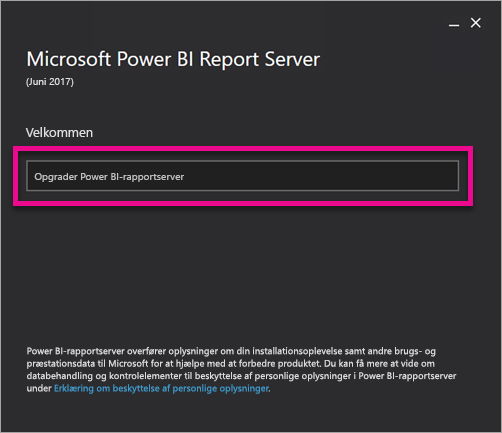 Microsoft Power BI Report Server
(Juni 2017)
Velkommen
Opgrader Power BI-rapportserver
Power BI-rapportserver overfører oplysninger om din installationsoplevelse samt andre brugs- og
præstationsdata til Microsoft for at hjælpe med at forbedre produktet. Du kan få mere at vide om
databehandling og kontrolelementer til beskyttelse af personlige oplysninger i Power BI-rapportserver
under Erklæring om beskyttelse af personlige oplysninger.